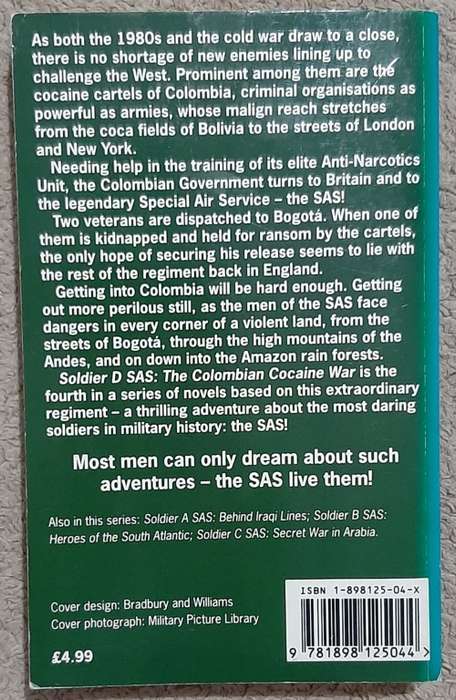 As both the 1980s and the cold war draw to a close,
there is no shortage of new enemies lining up to
challenge the West. Prominent among them are the
cocaine cartels of Colombia, criminal organisations as
powerful as armies, whose malign reach stretches
from the coca fields of Bolivia to the streets of London
and New York.
Needing help in the training of its elite Anti-Narcotics
Unit, the Colombian Government turns to Britain and to
the legendary Special Air Service – the SAS!
Two veterans are dispatched to Bogotá. When one of
them is kidnapped and held for ransom by the cartels,
the only hope of securing his release seems to lie with
the rest of the regiment back in England.
Getting into Colombia will be hard enough. Getting
out more perilous still, as the men of the SAS face
dangers in every corner of a violent land, from the
streets of Bogotá, through the high mountains of the
Andes, and on down into the Amazon rain forests.
Soldier D SAS: The Colombian Cocaine War is the
fourth in a series of novels based on this extraordinary
regiment – a thrilling adventure about the most daring
soldiers in military history: the SAS!
Most men can only dream about such
adventures – the SAS live them!
Also in this series: Soldier A SAS: Behind Iraqi Lines; Soldier B SAS:
Heroes of the South Atlantic; Soldier C SAS: Secret War in Arabia.
ISBN 1-898125-04-X
Cover design: Bradbury and Williams
Cover photograph: Military Picture Library
£4.99
9 781898 125044 >